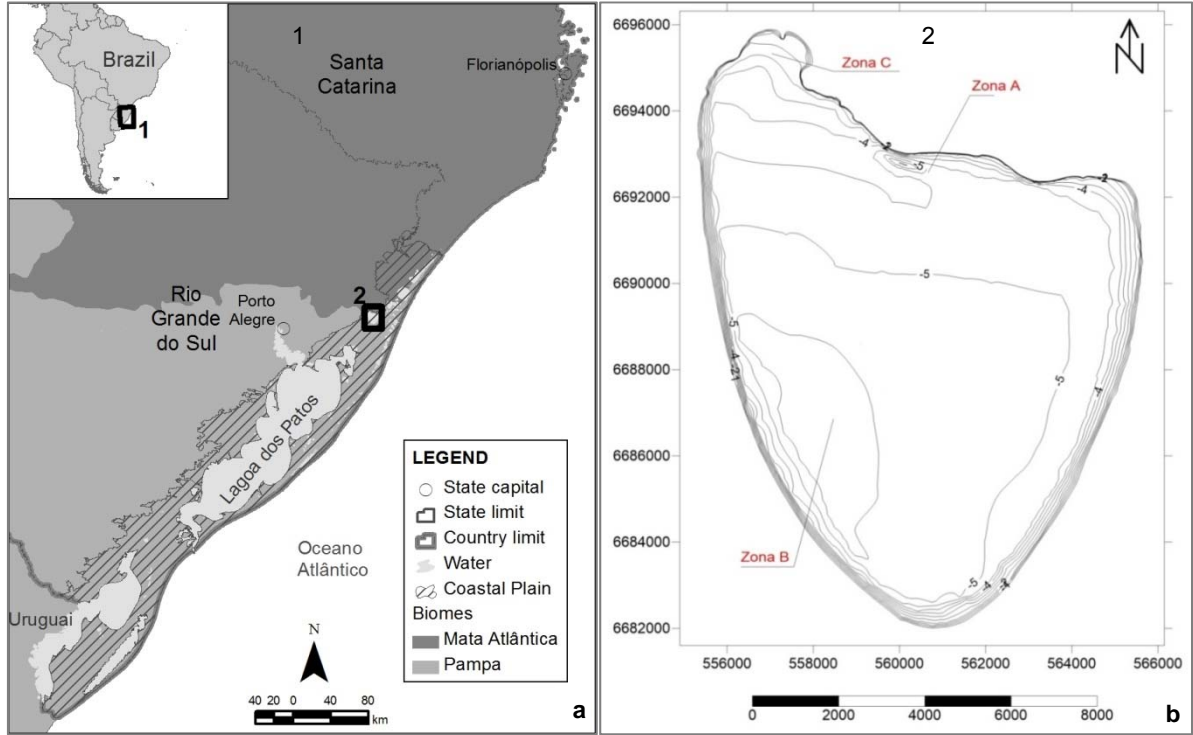 Brazil
1
1
Santa
Catarina
Florianópolis
Rio
Grande
do Sul
Porto
Alegre
2
Lagoa dos Patos
Oceano
Atlântico
Uruguai
LEGEND
State capital
State limit
Country limit
Water
Coastal Plain
Biomes
Mata Atlântica
Pampa
N
40 20 0 40 80
km
a
2
N
6696000
6694000
6692000
6690000
6688000
6686000
6684000
6682000
Zona C
Zona A
Zona B
-4
-2
-5
-2
-4
-5
-5
-4
-5
-4
-5
-4
556000 558000 560000 562000 564000 566000
0 2000 4000 6000 8000
b